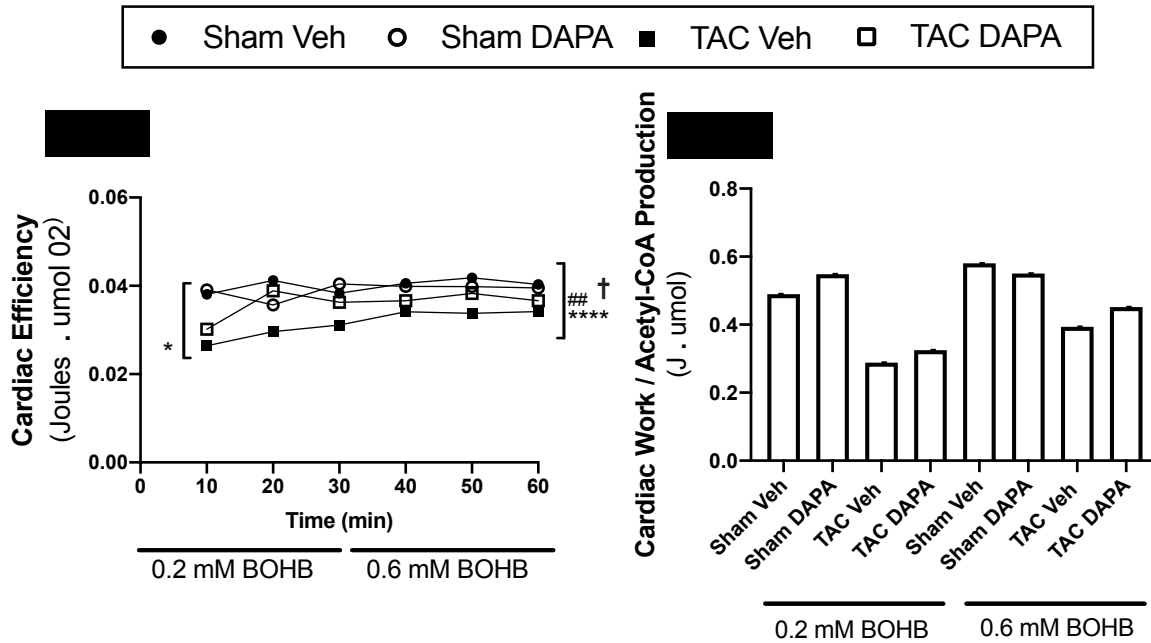 Sham Veh Sham DAPA TAC Veh TAC DAPA
Cardiac Efficiency
(Joules . umol 02)
0.06
0.04
0.02
0.00
*
## †
****
0 10 20 30 40 50 60
Time (min)
0.2 mM BOHB 0.6 mM BOHB
Cardiac Work / Acetyl-CoA Production
(J . umol)
0.8
0.6
0.4
0.2
0.0
Sham Veh Sham DAPA TAC Veh TAC DAPA Sham Veh Sham DAPA TAC Veh TAC DAPA
0.2 mM BOHB 0.6 mM BOHB